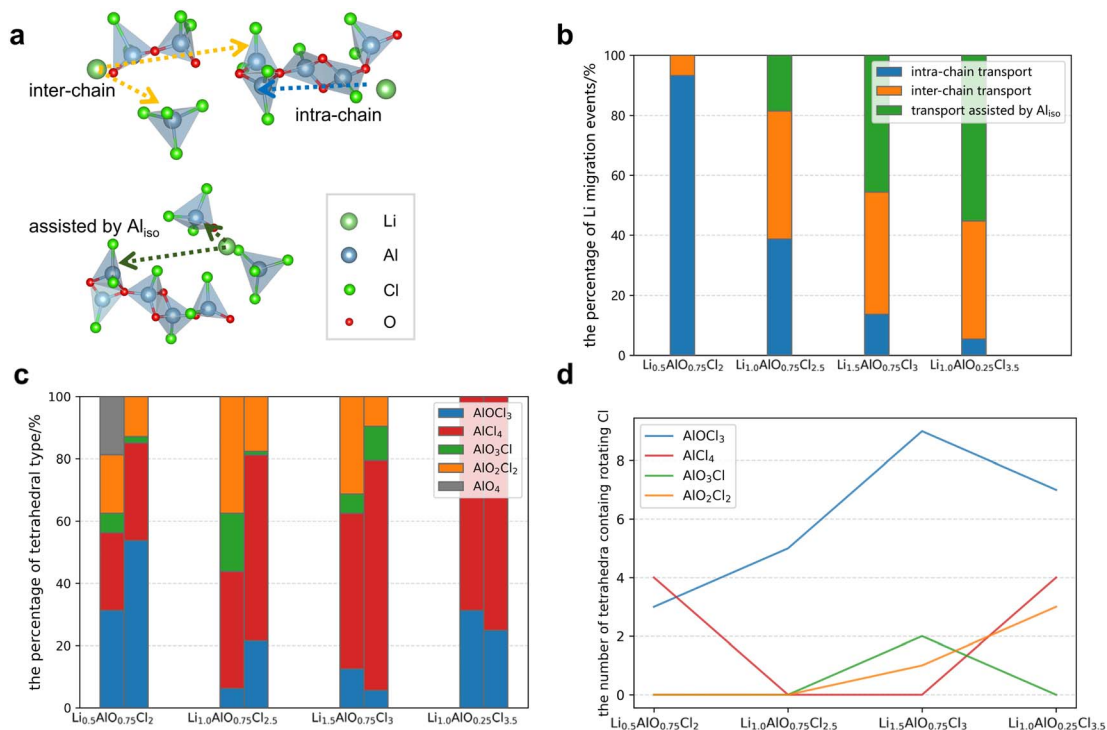 a
inter-chain
intra-chain
assisted by Al_iso
Li
Al
Cl
O
b
the percentage of Li migration events/%
100
80
60
40
20
0
intra-chain transport
inter-chain transport
transport assisted by Al_iso
Li₀.₅AlO₀.₇₅Cl₂
Li₁.₀AlO₀.₇₅Cl₂.₅
Li₁.₅AlO₀.₇₅Cl₃
Li₁.₀AlO₀.₂₅Cl₃.₅
c
the percentage of tetrahedral type/%
100
80
60
40
20
0
AlOCl₃
AlCl₄
AlO₃Cl
AlO₂Cl₂
AlO₄
Li₀.₅AlO₀.₇₅Cl₂
Li₁.₀AlO₀.₇₅Cl₂.₅
Li₁.₅AlO₀.₇₅Cl₃
Li₁.₀AlO₀.₂₅Cl₃.₅
d
the number of tetrahedra containg rotating Cl
8
6
4
2
0
AlOCl₃
AlCl₄
AlO₃Cl
AlO₂Cl₂
Li₀.₅AlO₀.₇₅Cl₂
Li₁.₀AlO₀.₇₅Cl₂.₅
Li₁.₅AlO₀.₇₅Cl₃
Li₁.₀AlO₀.₂₅Cl₃.₅